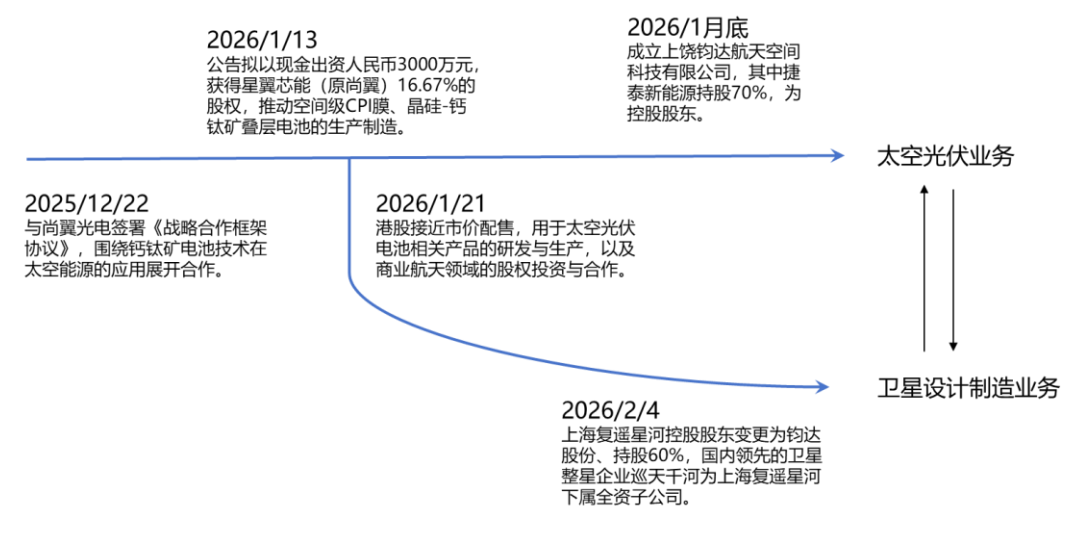 2026/1/13
公告拟以现金出资人民币3000万元，
获得星翼芯能（原尚翼）16.67%的
股权，推动空间级CPI膜、晶硅-钙
钛矿叠层电池的生产制造。
2026/1月底
成立上饶钧达航天空间
科技有限公司，其中捷
泰新能源持股70%，为
控股股东。
太空光伏业务
2025/12/22
与尚翼光电签署《战略合作框架
协议》，围绕钙钛矿电池技术在
太空能源的应用展开合作。
2026/1/21
港股接近市价配售，用于太空光伏
电池相关产品的研发与生产，以及
商业航天领域的股权投资与合作。
卫星设计制造业务
2026/2/4
上海复遥星河控股股东变更为钧达
股份、持股60%，国内领先的卫星
整星企业巡天千河为上海复遥星河
下属全资子公司。